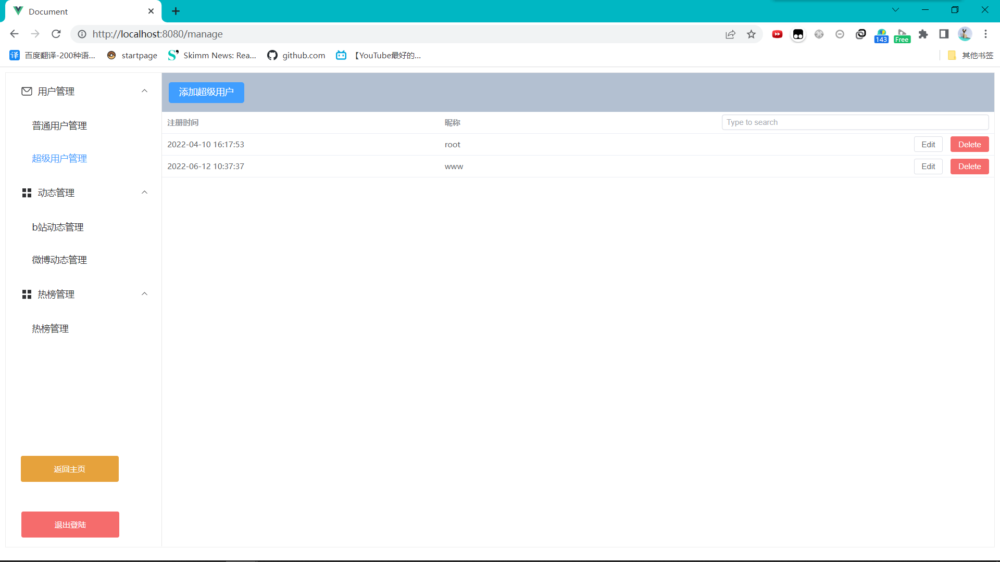 Document
http://localhost:8080/manage
143
Free
译 百度翻译-200种语...
startpage
Skimm News: Rea...
github.com
【YouTube最好的...
其他书签
用户管理
普通用户管理
超级用户管理
动态管理
b站动态管理
微博动态管理
热榜管理
热榜管理
返回主页
退出登陆
添加超级用户
注册时间 昵称 Type to search
2022-04-10 16:17:53 root Edit Delete
2022-06-12 10:37:37 www Edit Delete